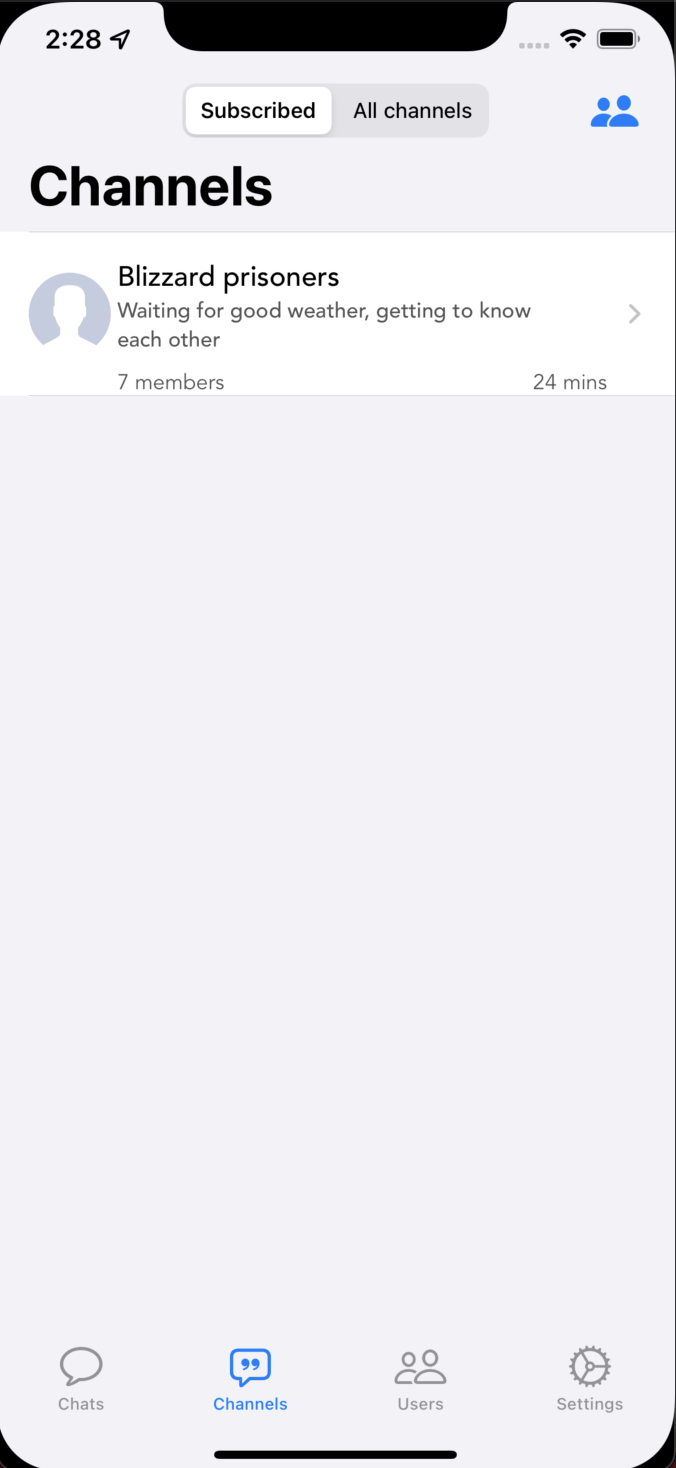 2:28
Subscribed
All channels
Channels
Blizzard prisoners
Waiting for good weather, getting to know
each other
7 members
24 mins
Chats
Channels
Users
Settings